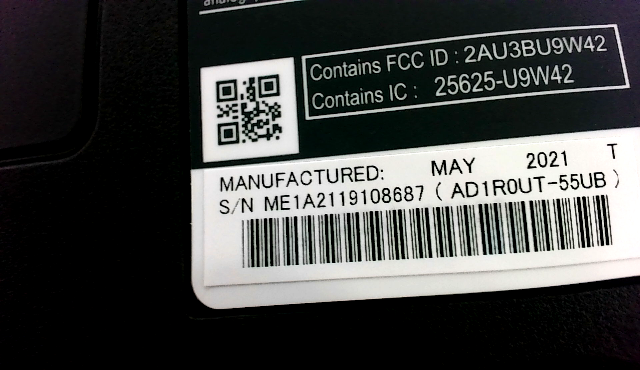 Contains FCC ID : 2AU3BU9W42
Contains IC : 25625-U9W42
MANUFACTURED: MAY 2021 T
S/N ME1A2119108687 ( AD1R0UT-55UB )